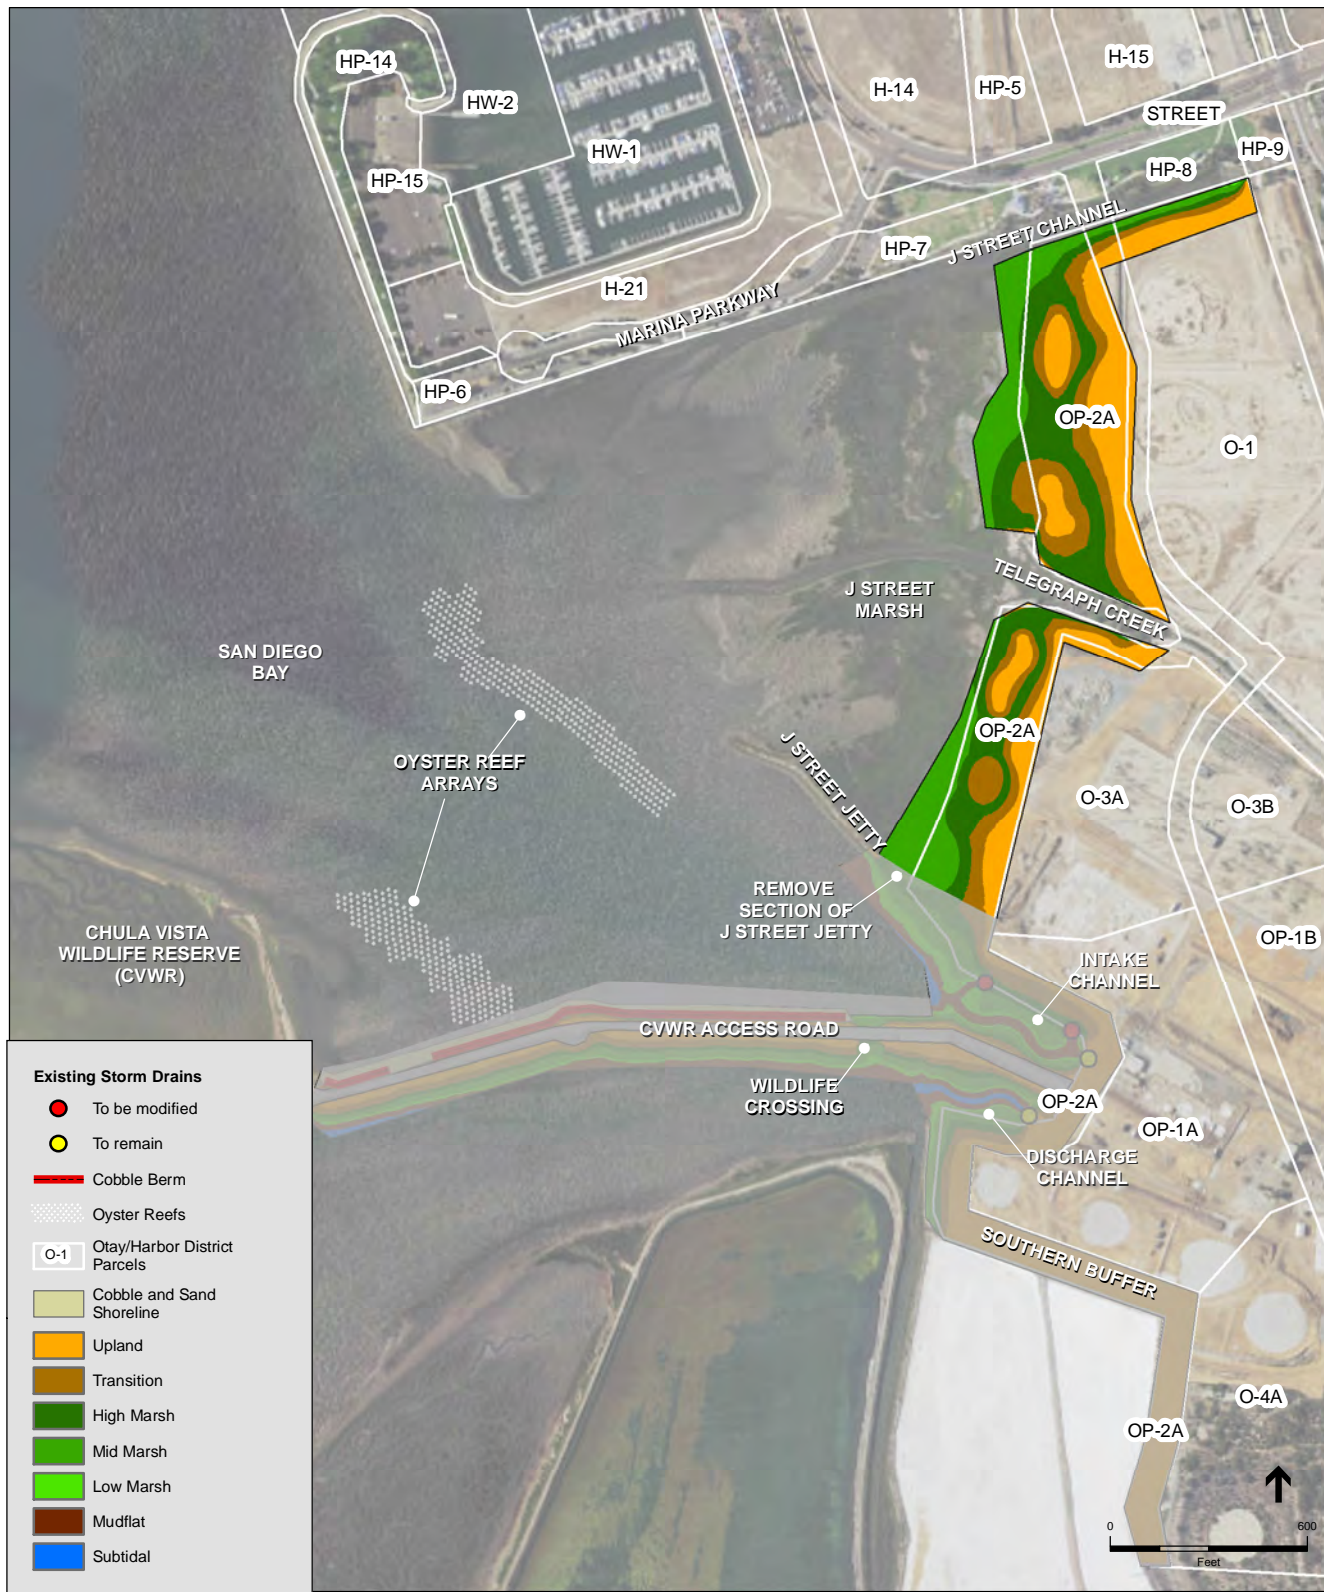 HP-14
H-15
H-14
HP-5
HW-2
STREET
HW-1
HP-9
HP-8
HP-15
J STREET CHANNEL
HP-7
H-21
MARINA PARKWAY
HP-6
OP-2A
O-1
TELEGRAPH CREEK
J STREET
MARSH
SAN DIEGO
BAY
OP-2A
J STREET JETTY
OYSTER REEF
ARRAYS
O-3A
O-3B
REMOVE
SECTION OF
J STREET JETTY
CHULA VISTA
WILDLIFE RESERVE
(CVWR)
OP-1B
INTAKE
CHANNEL
CVWR ACCESS ROAD
WILDLIFE
CROSSING
OP-2A
OP-1A
DISCHARGE
CHANNEL
SOUTHERN BUFFER
O-4A
OP-2A
0
600
Feet
Existing Storm Drains
To be modified
To remain
Cobble Berm
Oyster Reefs
O-1
Otay/Harbor District
Parcels
Cobble and Sand
Shoreline
Upland
Transition
High Marsh
Mid Marsh
Low Marsh
Mudflat
Subtidal